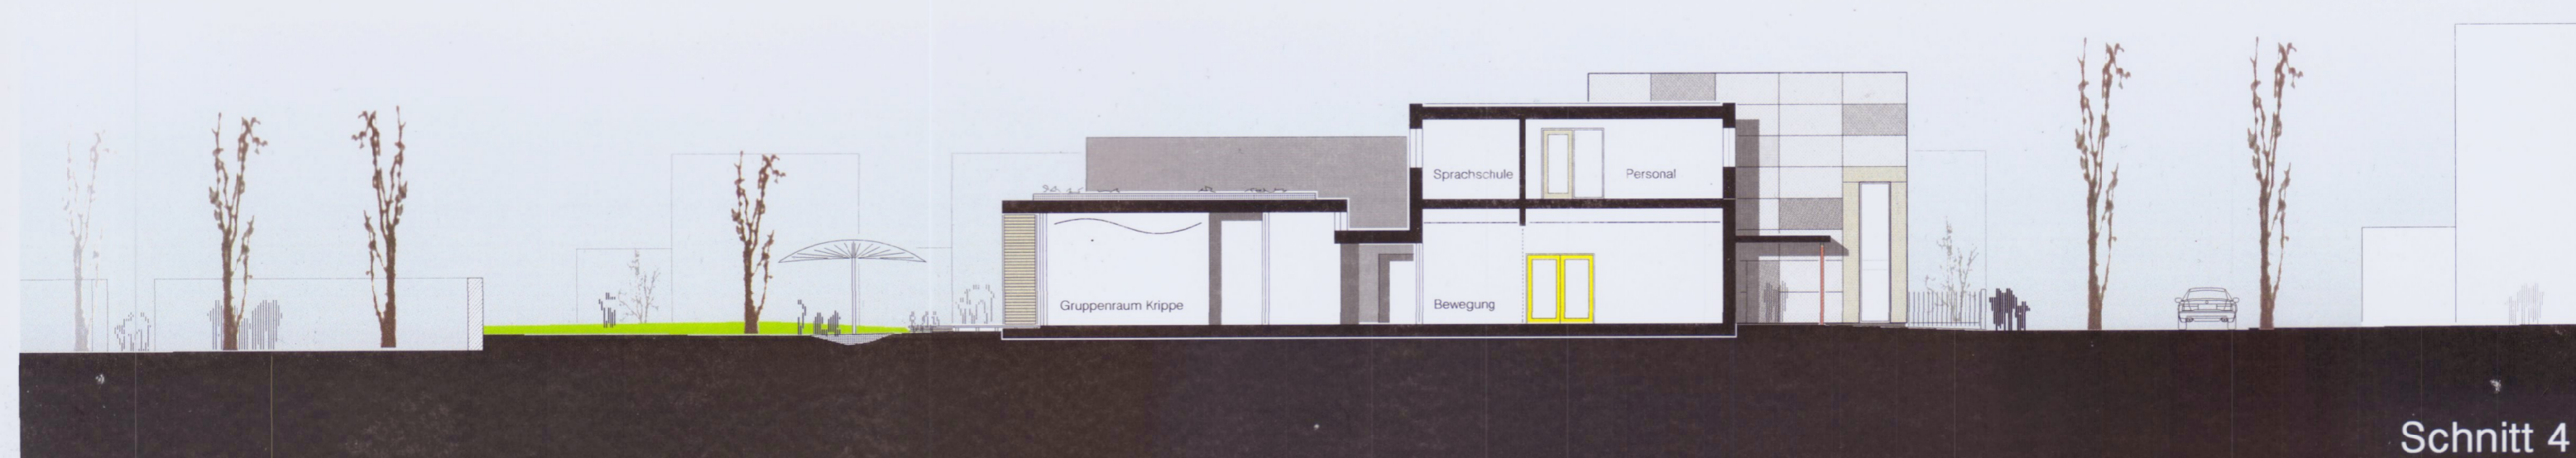 Sprachschule
Personal
Gruppenraum Krippe
Bewegung
Schnitt 4